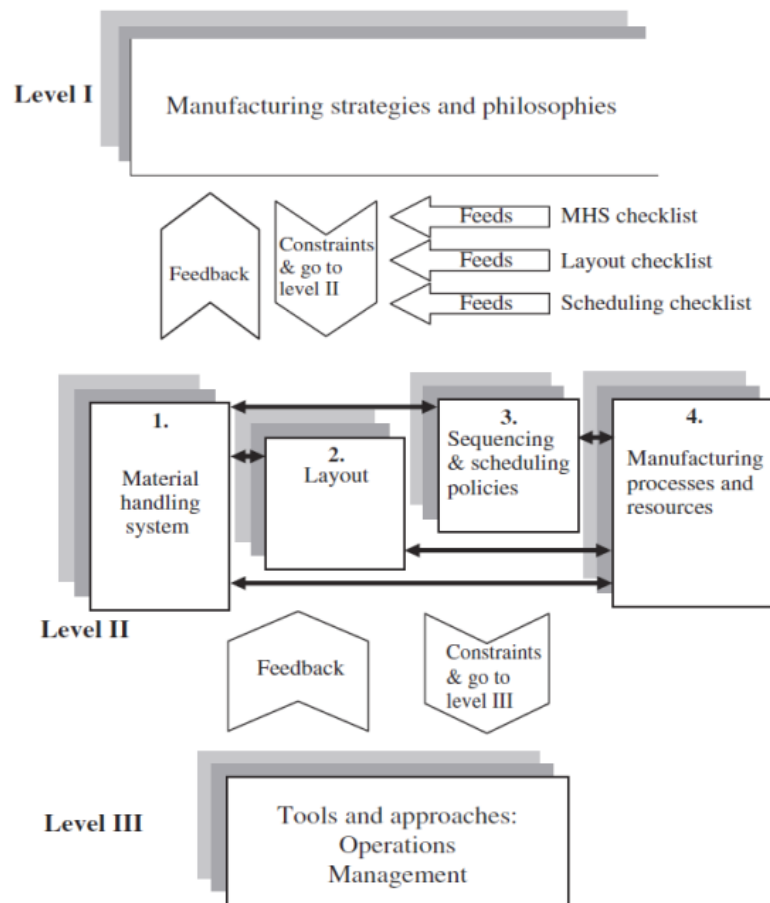 Level I
Manufacturing strategies and philosophies
Feedback
Constraints
& go to
level II
Feeds
MHS checklist
Feeds
Layout checklist
Feeds
Scheduling checklist
1.
Material
handling
system
2.
Layout
3.
Sequencing
& scheduling
policies
4.
Manufacturing
processes and
resources
Level II
Feedback
Constraints
& go to
level III
Level III
Tools and approaches:
Operations
Management